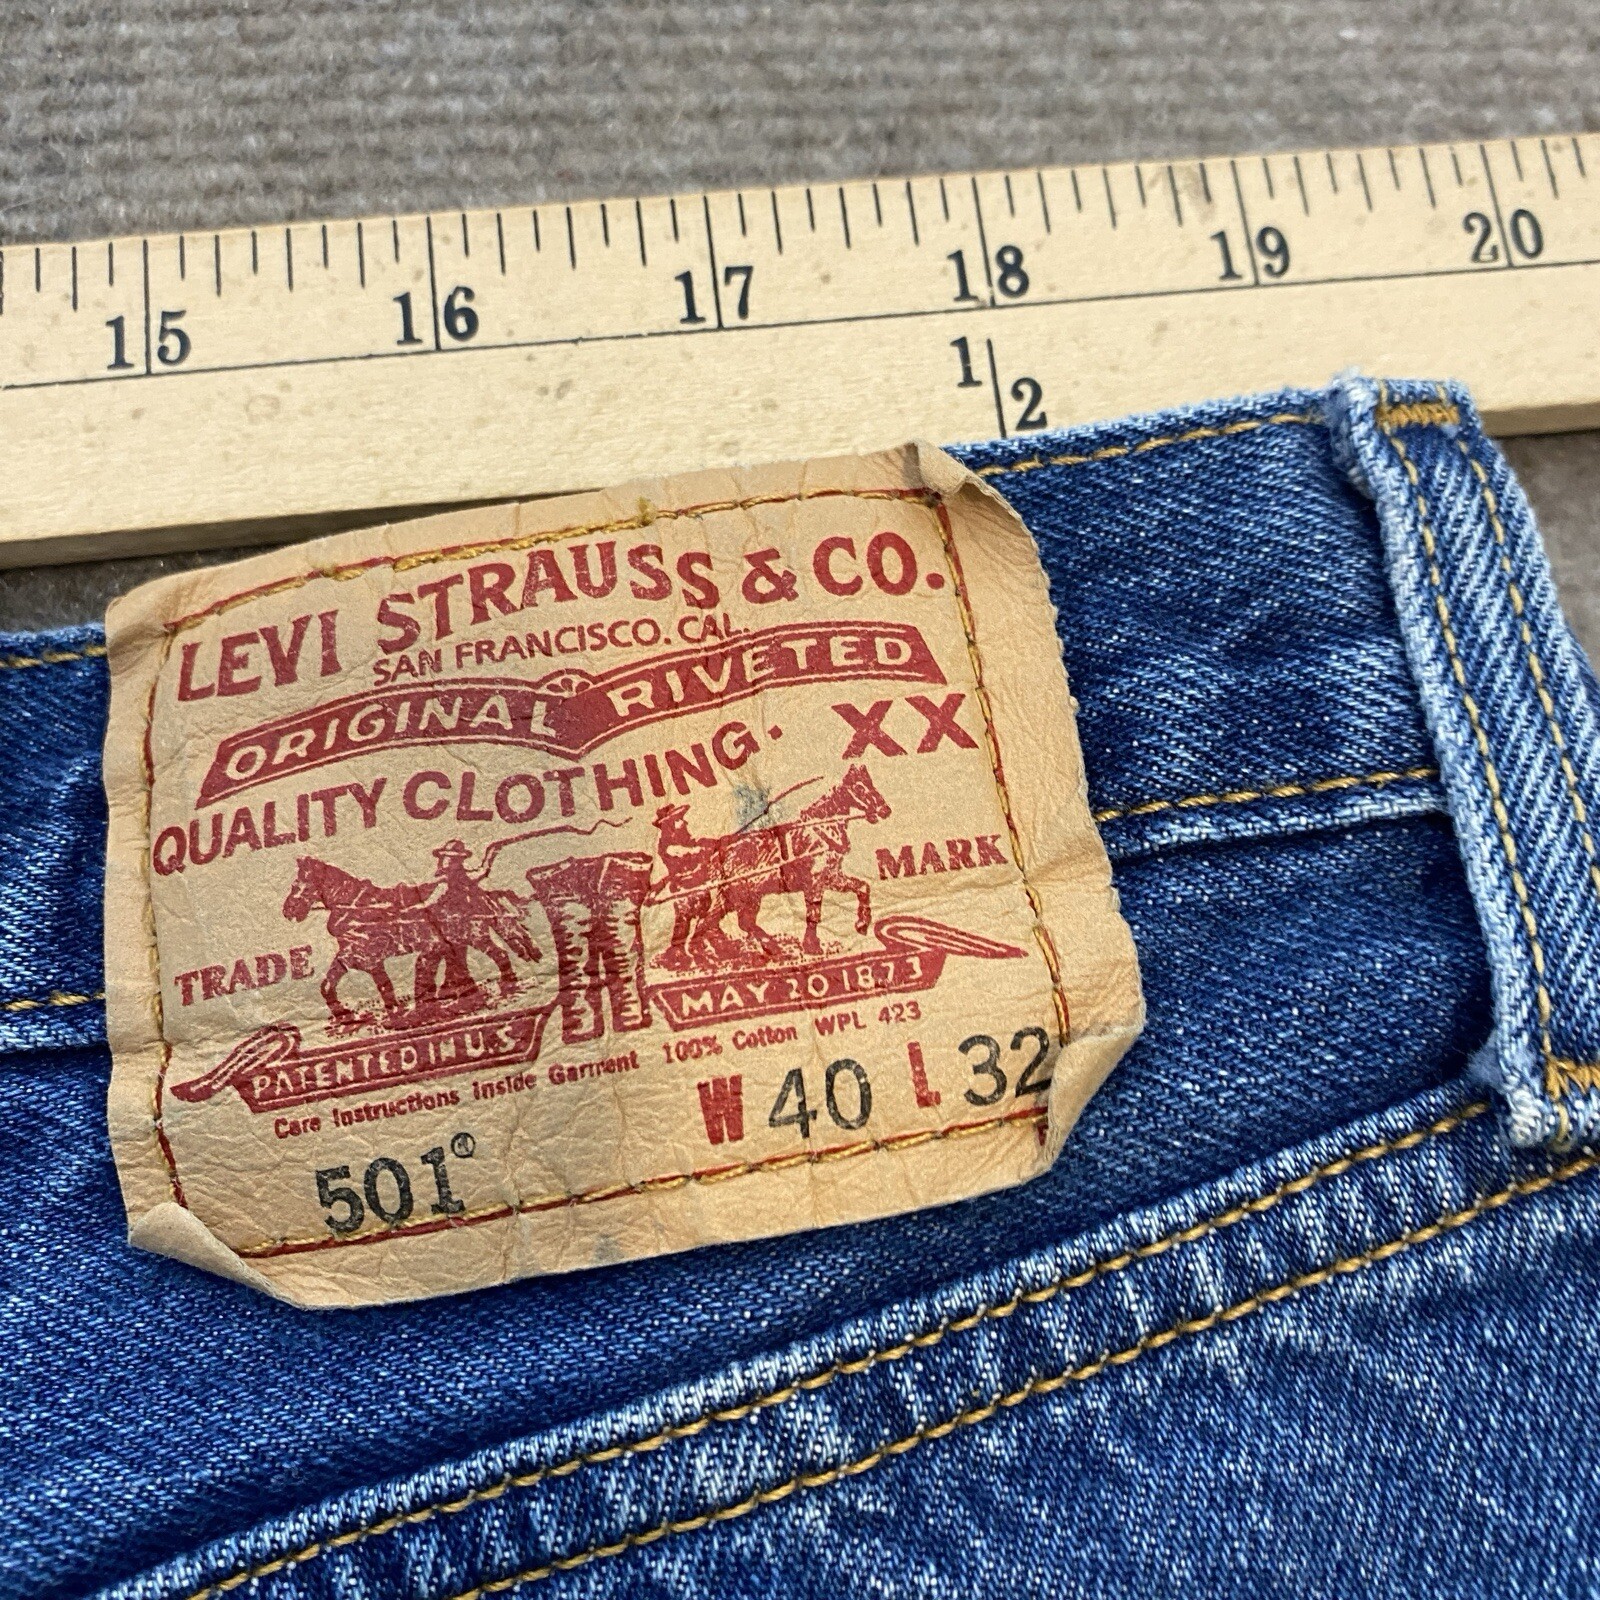 15 16 17 18 19 20
1
2
LEVI STRAUSS & CO.
SAN FRANCISCO. CAL.
ORIGINAL RIVETED
QUALITY CLOTHING. XX
TRADE MARK
PATENTED IN U.S. MAY 20 1873
Care Instructions Inside Garment 100% Cotton WPL 423
W 40 L 32
501®